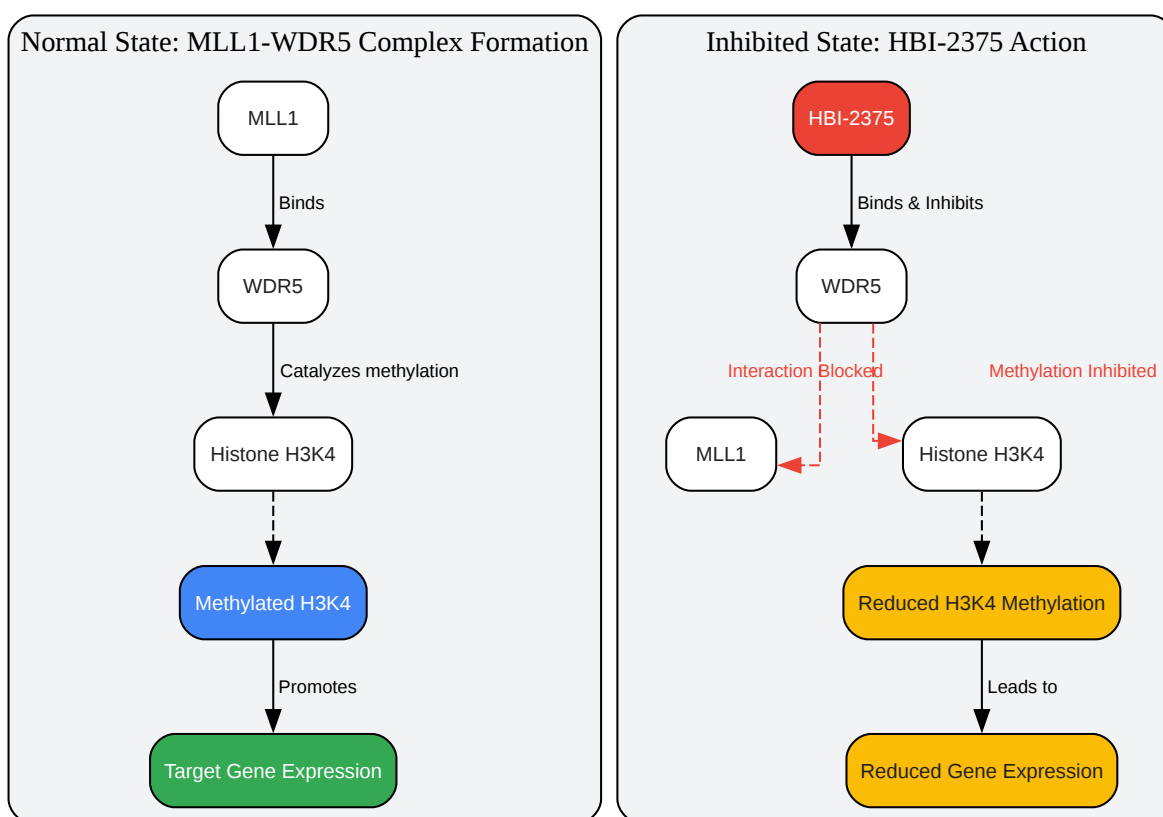 Normal State: MLL1-WDR5 Complex Formation
MLL1
Binds
WDR5
Catalyzes methylation
Histone H3K4
Methylated H3K4
Promotes
Target Gene Expression
Inhibited State: HBI-2375 Action
HBI-2375
Binds & Inhibits
WDR5
Interaction Blocked
Methylation Inhibited
MLL1
Histone H3K4
Reduced H3K4 Methylation
Leads to
Reduced Gene Expression